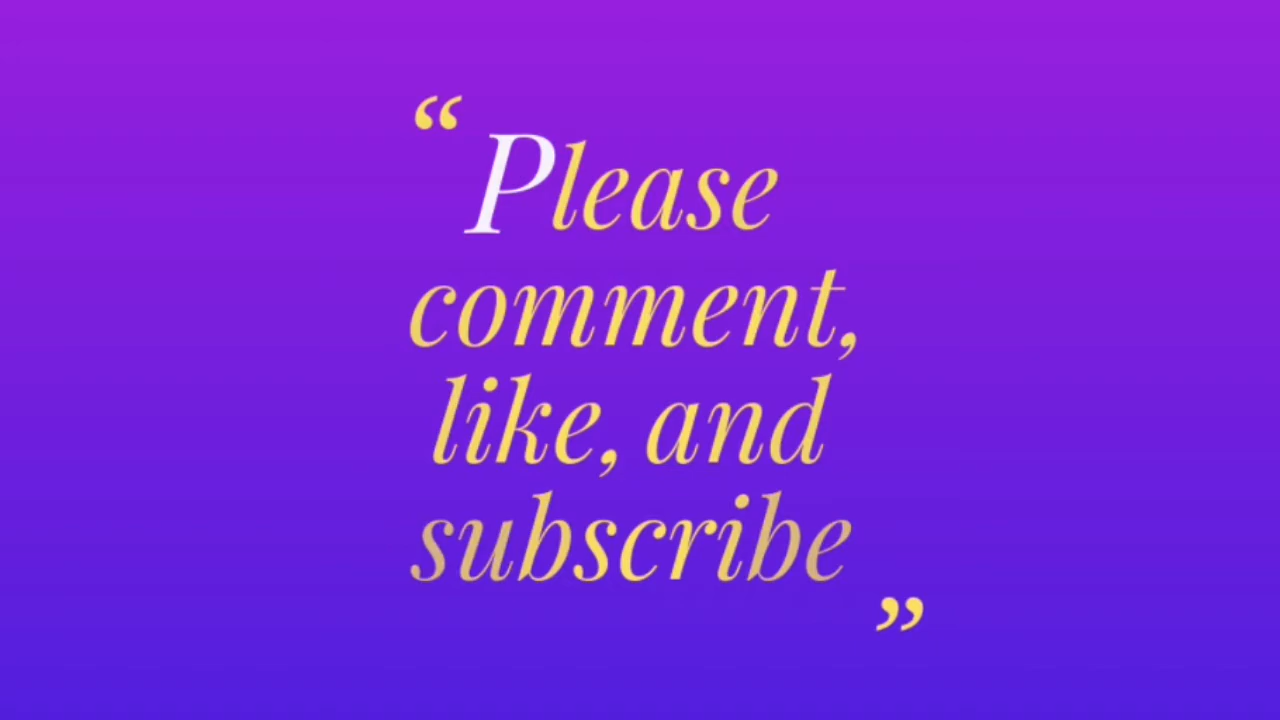 “Please
comment,
like, and
subscribe”